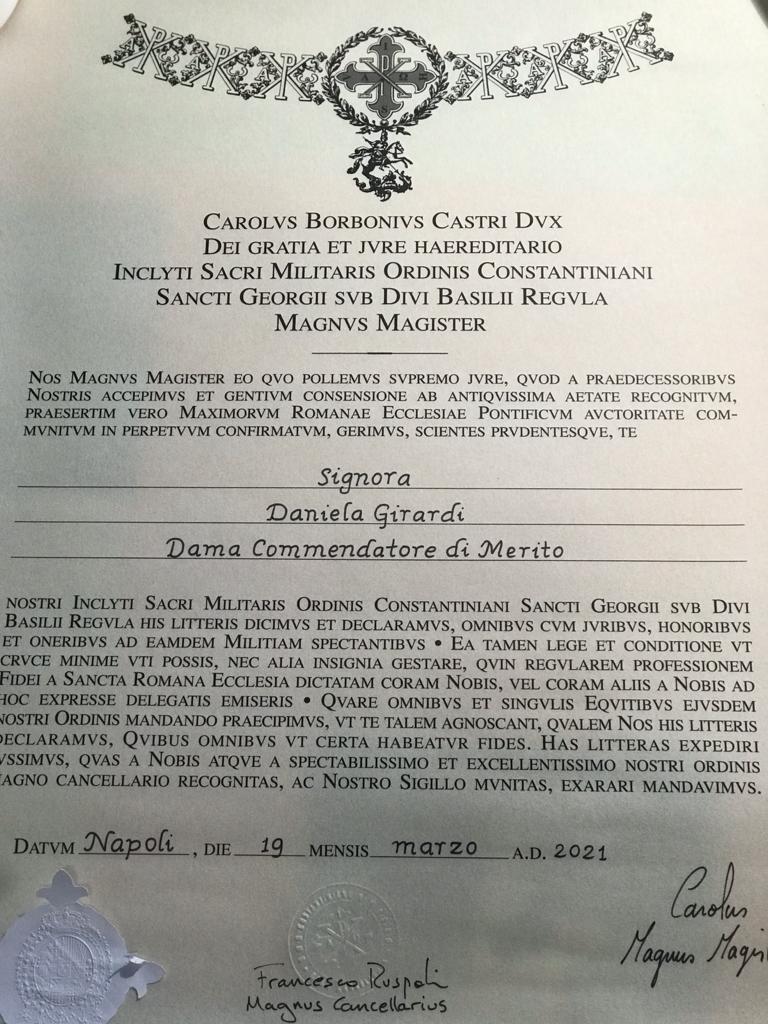 CAROLVS BORBONIVS CASTRI DVX
DEI GRATIA ET JVRE HAEREDITARIO
INCLYTI SACRI MILITARIS ORDINIS CONSTANTINIANI
SANCTI GEORGII SVB DIVI BASILII REGVLA
MAGNVS MAGISTER
NOS MAGNVS MAGISTER EO QVO POLLEMVS SVPREMO JVRE, QVOD A PRAEDECESSORIBVS
NOSTRIS ACCEPIMVS ET GENTIVM CONSENSIONE AB ANTIQVISSIMA AETATE RECOGNITVM,
PRAESERTIM VERO MAXIMORVM ROMANAE ECCLESIAE PONTIFICVM AVCTORITATE COM-
MVNITVM IN PERPETVVM CONFIRMATVM, GERIMVS, SCIENTES PRVDENTESQVE, TE
Signora
Daniela Girardi
Dama Commendatore di Merito
NOSTRI INCLYTI SACRI MILITARIS ORDINIS CONSTANTINIANI SANCTI GEORGII SVB DIVI
BASILII REGVLA HIS LITTERIS DICIMVS ET DECLARAMVS, OMNIBVS CVM JVRIBVS, HONORIBVS
ET ONERIBVS AD EAMDEM MILITIAM SPECTANTIBVS • EA TAMEN LEGE ET CONDITIONE VT
CRVCE MINIME VTI POSSIS, NEC ALIA INSIGNIA GESTARE, QVIN REGVLAREM PROFESSIONEM
FIDEI A SANCTA ROMANA ECCLESIA DICTATAM CORAM NOBIS, VEL CORAM ALIIS A NOBIS AD
HOC EXPRESSE DELEGATIS EMISERIS • QVARE OMNIBVS ET SINGVLIS EQVITIBVS EJVSDEM
NOSTRI ORDINIS MANDANDO PRAECIPIMVS, VT TE TALEM AGNOSCANT, QVALEM NOS HIS LITTERIS
DECLARAMVS, QVIBUS OMNIBVS VT CERTA HABEATVR FIDES. HAS LITTERAS EXPEDIRI
VSSIMVS, QVAS A NOBIS ATQVE A SPECTABILISSIMO ET EXCELLENTISSIMO NOSTRI ORDINIS
MAGNO CANCELLARIO RECOGNITAS, AC NOSTRO SIGILLO MVNITAS, EXARARI MANDAVIMVS.
DATVM Napoli, DIE 19 MENSIS marzo A.D. 2021
Carolus
Magnus Magis
Francesco Ruspoli
Magnus Cancellarius